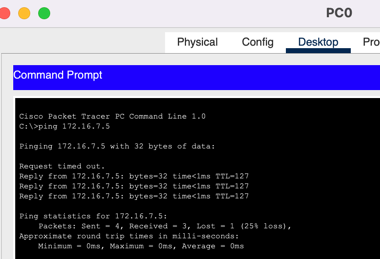 PC0
Physical Config Desktop
Command Prompt
Cisco Packet Tracer PC Command Line 1.0
C:\>ping 172.16.7.5
Pinging 172.16.7.5 with 32 bytes of data:
Request timed out.
Reply from 172.16.7.5: bytes=32 time<1ms TTL=127
Reply from 172.16.7.5: bytes=32 time<1ms TTL=127
Reply from 172.16.7.5: bytes=32 time<1ms TTL=127
Ping statistics for 172.16.7.5:
Packets: Sent = 4, Received = 3, Lost = 1 (25% loss),
Approximate round trip times in milli-seconds:
Minimum = 0ms, Maximum = 0ms, Average = 0ms